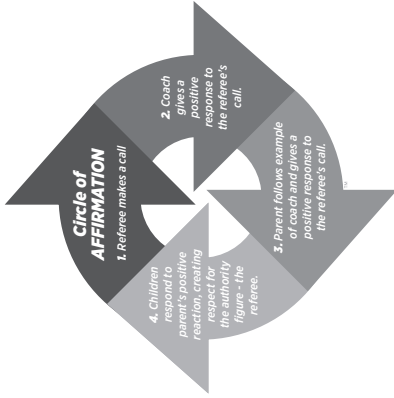 Circle of
AFFIRMATION
1. Referee makes a call
2. Coach
gives a
positive
response to
the referee's
call.
3. Parent follows example
of coach and gives a
positive response to
the referee's call.
4. Children
respond to
parent's positive
reaction, creating
respect for
the authority
figure - the
referee.